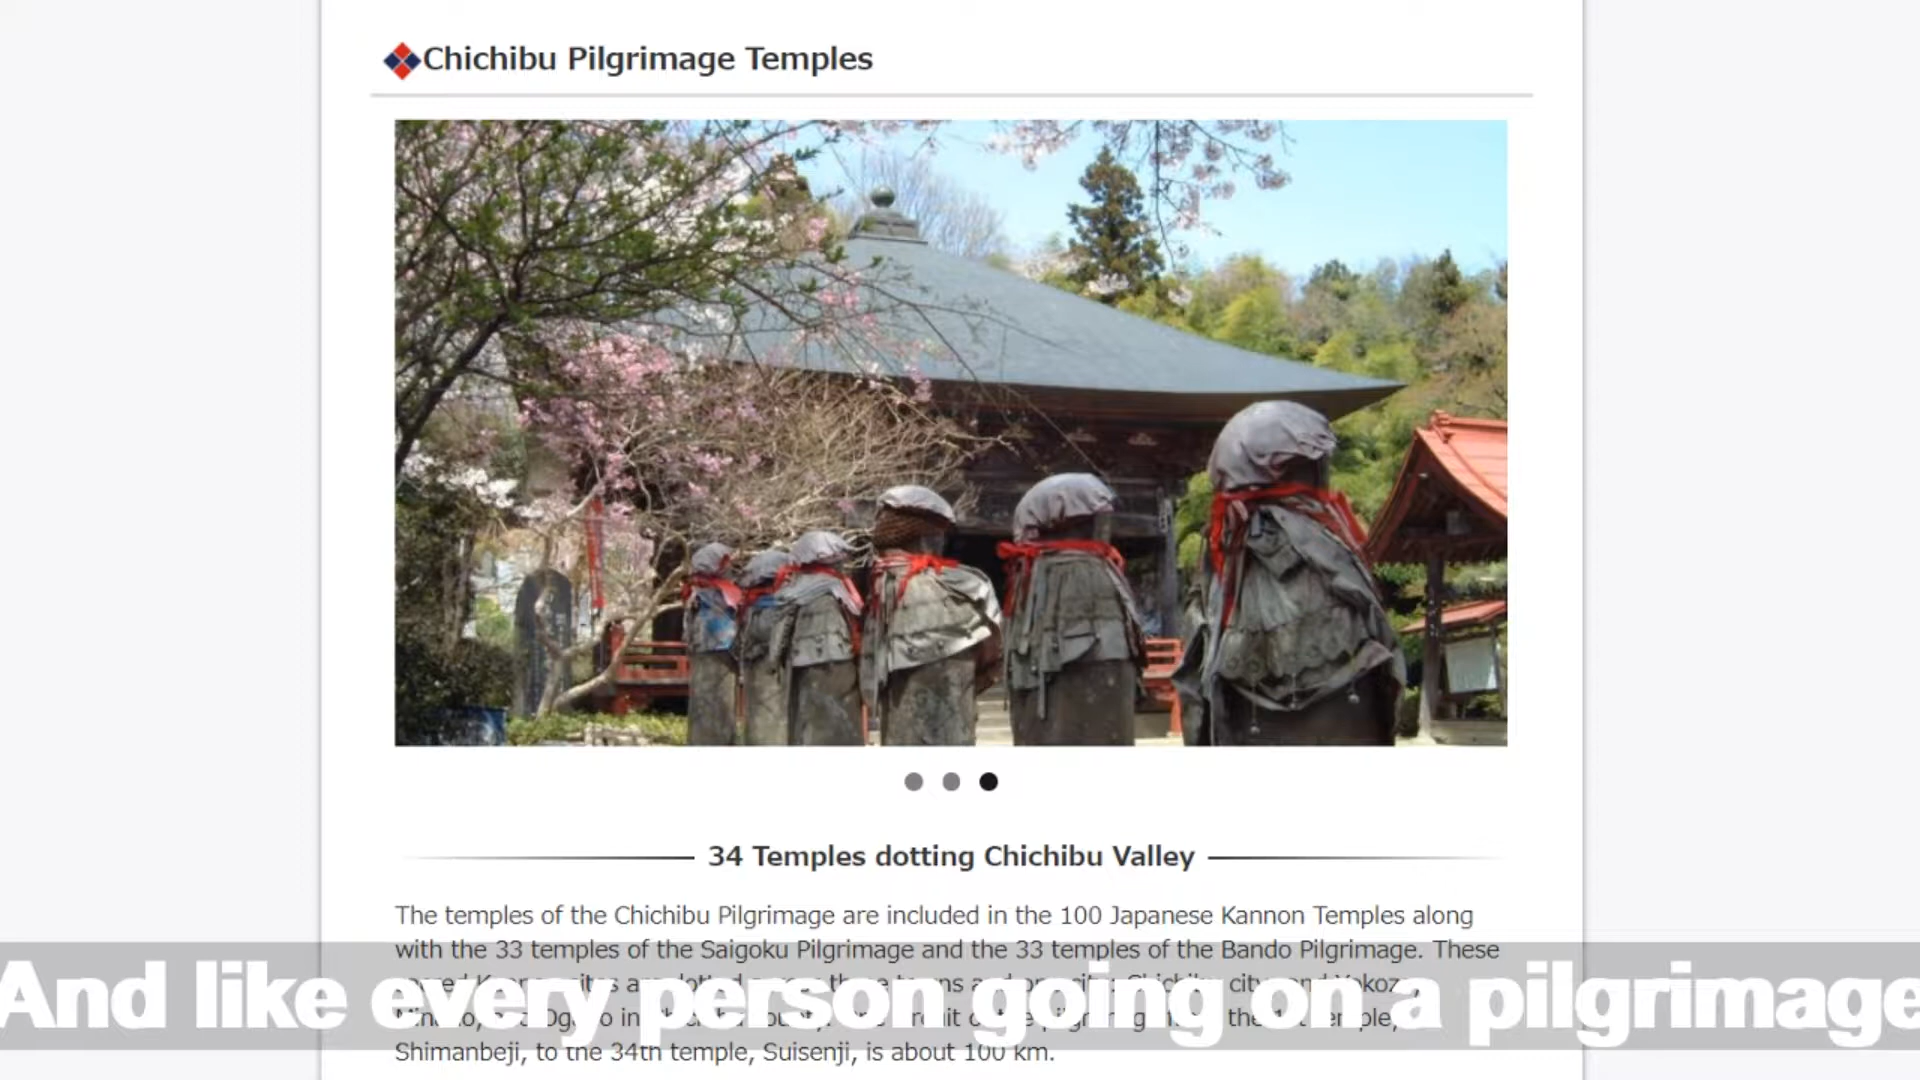 Chichibu Pilgrimage Temples
34 Temples dotting Chichibu Valley
The temples of the Chichibu Pilgrimage are included in the 100 Japanese Kannon Temples along
with the 33 temples of the Saigoku Pilgrimage and the 33 temples of the Bando Pilgrimage. These
And like every person going on a pilgrimage
Shimanbeji, to the 34th temple, Suisenji, is about 100 km.